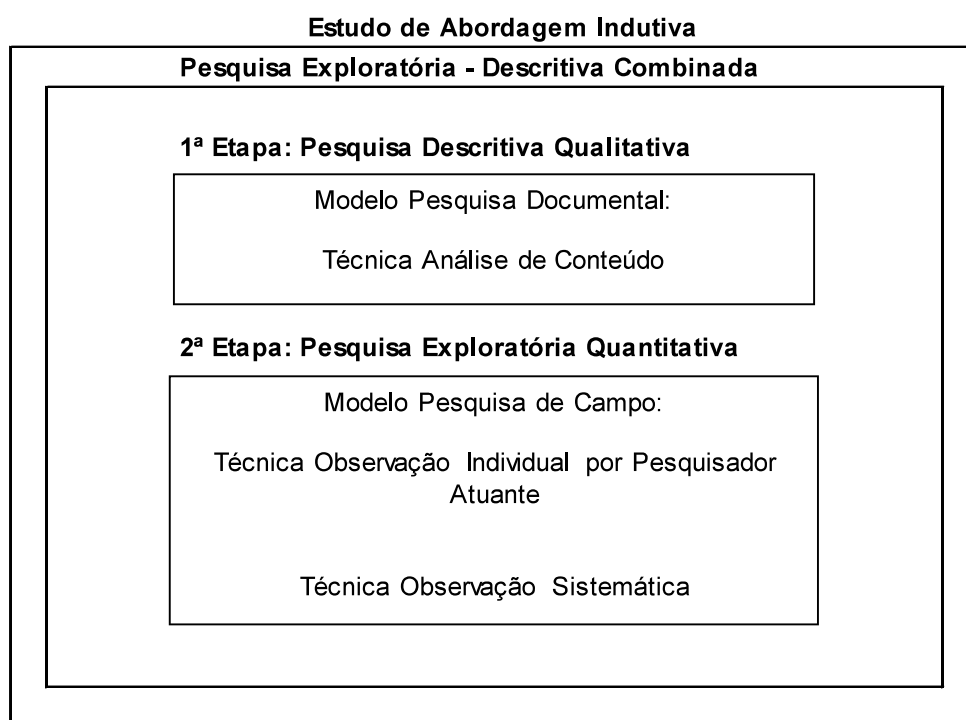 Estudo de Abordagem Indutiva
Pesquisa Exploratória - Descritiva Combinada
1ª Etapa: Pesquisa Descritiva Qualitativa
Modelo Pesquisa Documental:
Técnica Análise de Conteúdo
2ª Etapa: Pesquisa Exploratória Quantitativa
Modelo Pesquisa de Campo:
Técnica Observação Individual por Pesquisador
Atuante
Técnica Observação Sistemática